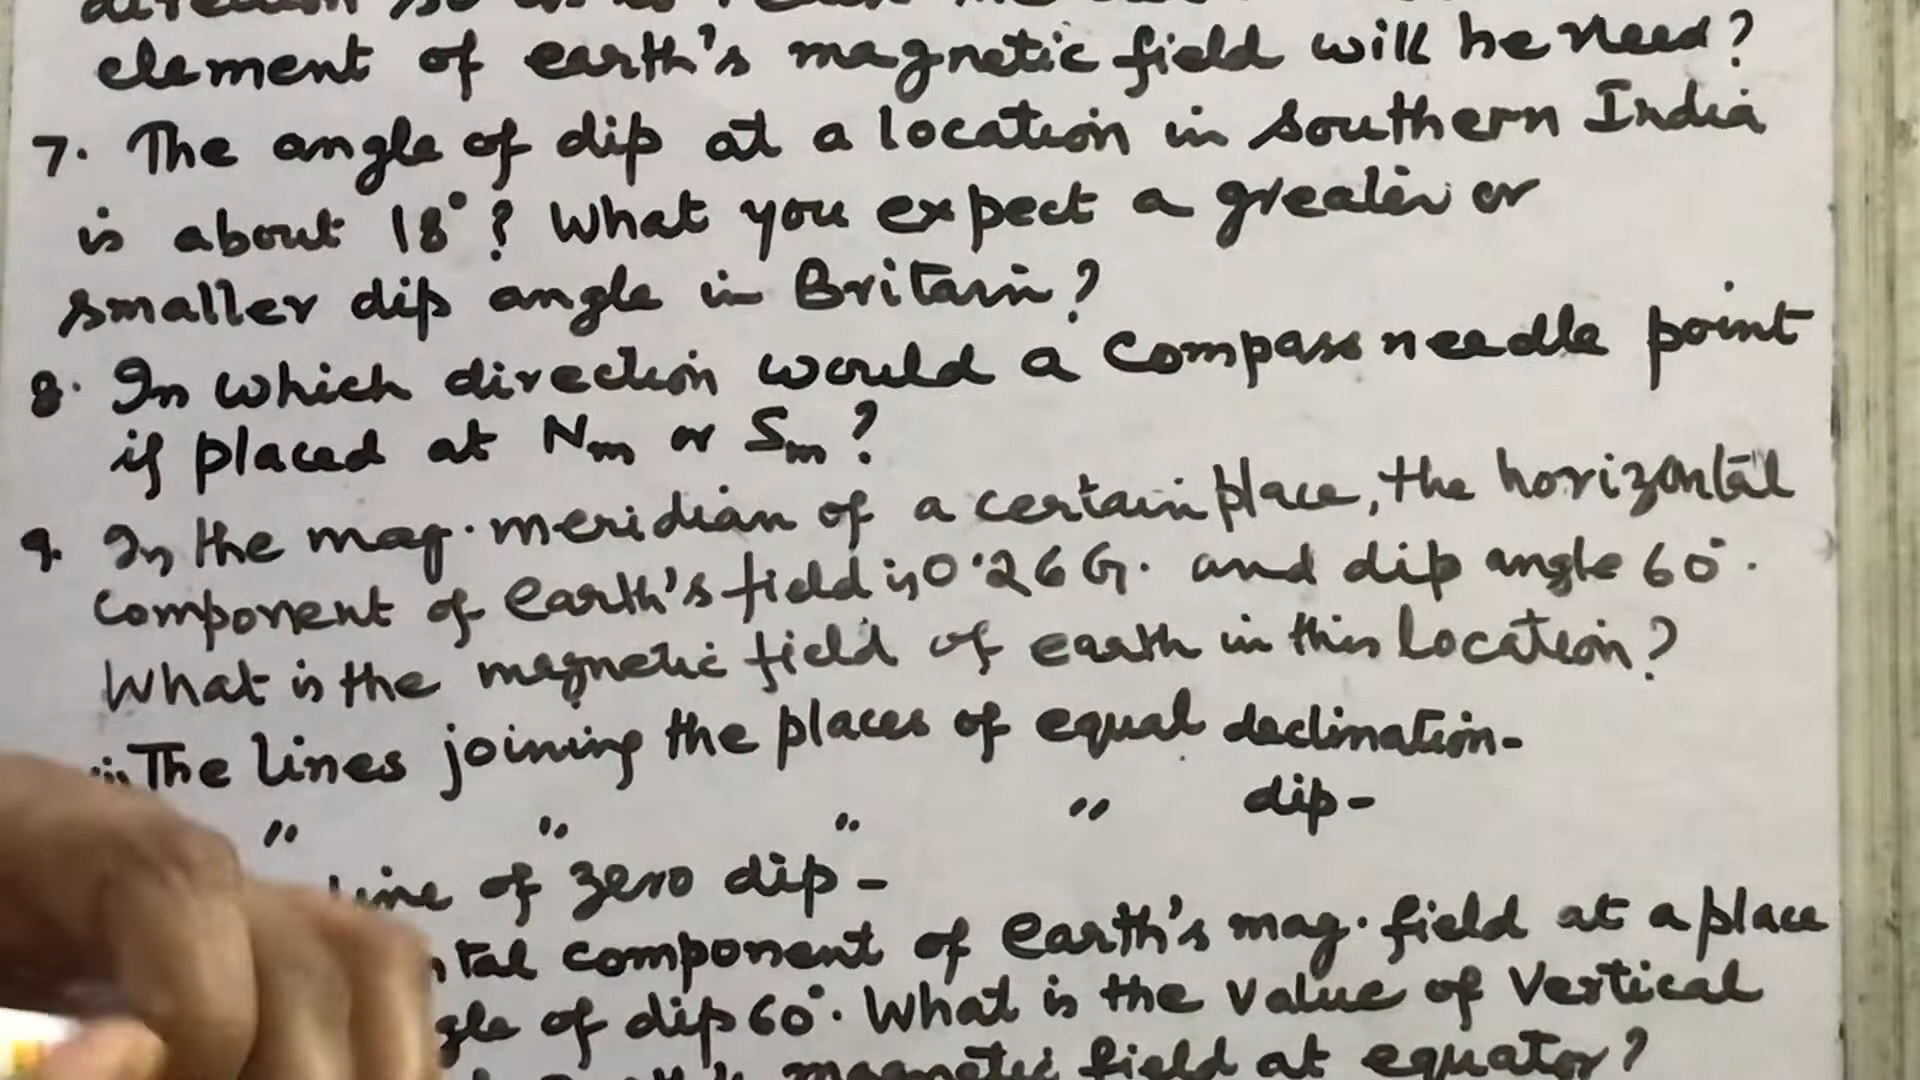 element of earth's magnetic field will be need?
7. The angle of dip at a location in southern India
is about 18°? What you expect a greater or
smaller dip angle in Britain?
8. In which direction would a compass needle point
if placed at Nm or Sm?
9. In the mag. meridian of a certain place, the horizontal
component of earth's field is 0.26 G. and dip angle 60°.
What is the magnetic field of earth in this location?
The lines joining the places of equal declination-
" " " " dip-
line of zero dip-
component of earth's mag. field at a place
of dip 60°. What is the value of vertical
magnetic field at equator?